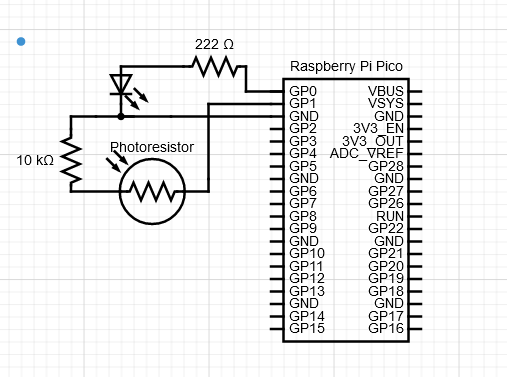 222 Ω
Raspberry Pi Pico
GP0 VBUS
GP1 VSYS
GND GND
GP2 3V3_EN
GP3 3V3_OUT
GP4 ADC_VREF
GP5 GP28
GND GND
GP6 GP27
GP7 GP26
GP8 RUN
GP9 GP22
GND GND
GP10 GP21
GP11 GP20
GP12 GP19
GP13 GP18
GND GND
GP14 GP17
GP15 GP16
Photoresistor
10 kΩ